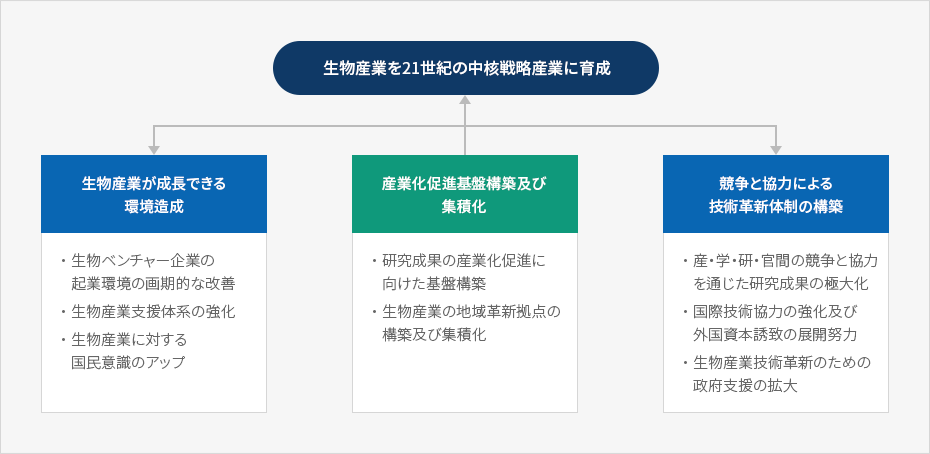 生物産業を21世紀の中核戦略産業に育成
生物産業が成長できる
環境造成
・生物ベンチャー企業の
起業環境の画期的な改善
・生物産業支援体系の強化
・生物産業に対する
国民意識のアップ
産業化促進基盤構築及び
集積化
・研究成果の産業化促進に
向けた基盤構築
・生物産業の地域革新拠点の
構築及び集積化
競争と協力による
技術革新体制の構築
・産・学・研・官間の競争と協力
を通じた研究成果の極大化
・国際技術協力の強化及び
外国資本誘致の展開努力
・生物産業技術革新のための
政府支援の拡大